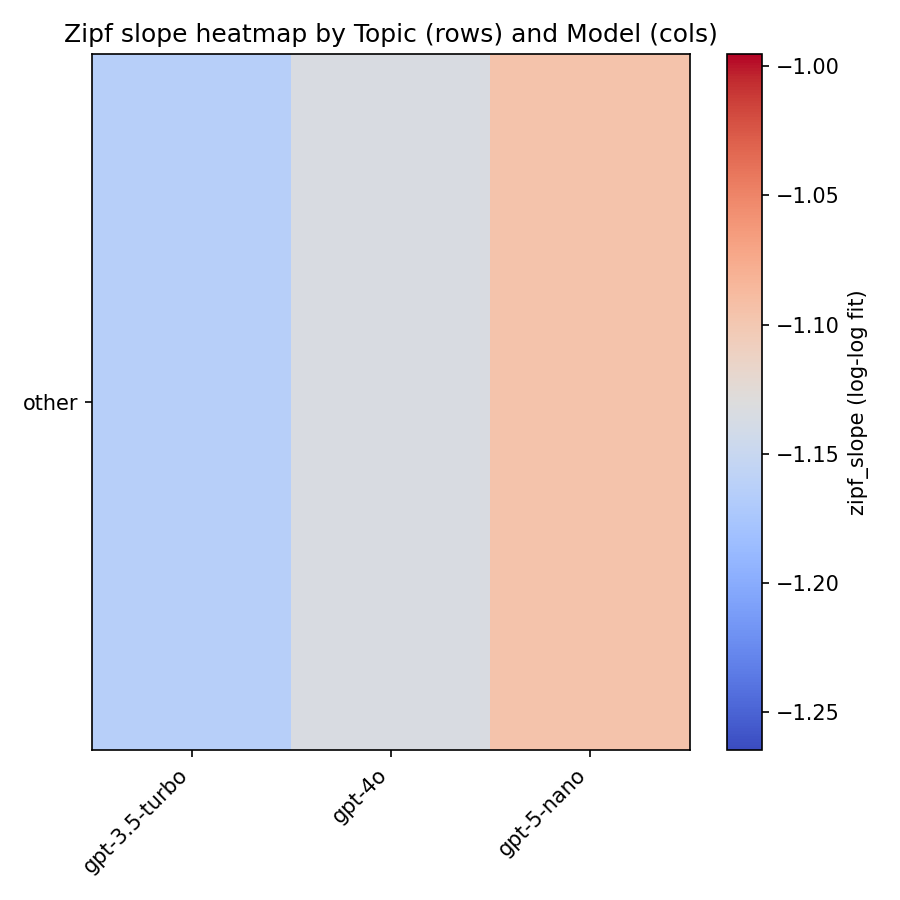 Zipf slope heatmap by Topic (rows) and Model (cols)
other
gpt-3.5-turbo
gpt-4o
gpt-5-nano
−1.00
−1.05
−1.10
−1.15
−1.20
−1.25
zipf_slope (log-log fit)